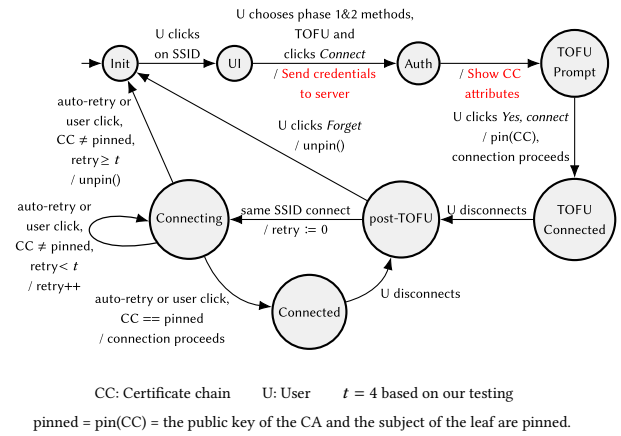 U chooses phase 1&2 methods,
TOFU and
clicks Connect
/ Send credentials
to server
U clicks
on SSID
Init
UI
Auth
/ Show CC
attributes
TOFU
Prompt
auto-retry or
user click,
CC ≠ pinned,
retry≥ t
/ unpin()
U clicks Forget
/ unpin()
U clicks Yes, connect
/ pin(CC),
connection proceeds
auto-retry or
user click,
CC ≠ pinned,
retry< t
/ retry++
Connecting
same SSID connect
/ retry := 0
post-TOFU
U disconnects
TOFU
Connected
auto-retry or user click,
CC == pinned
/ connection proceeds
Connected
U disconnects
CC: Certificate chain U: User t = 4 based on our testing
pinned = pin(CC) = the public key of the CA and the subject of the leaf are pinned.